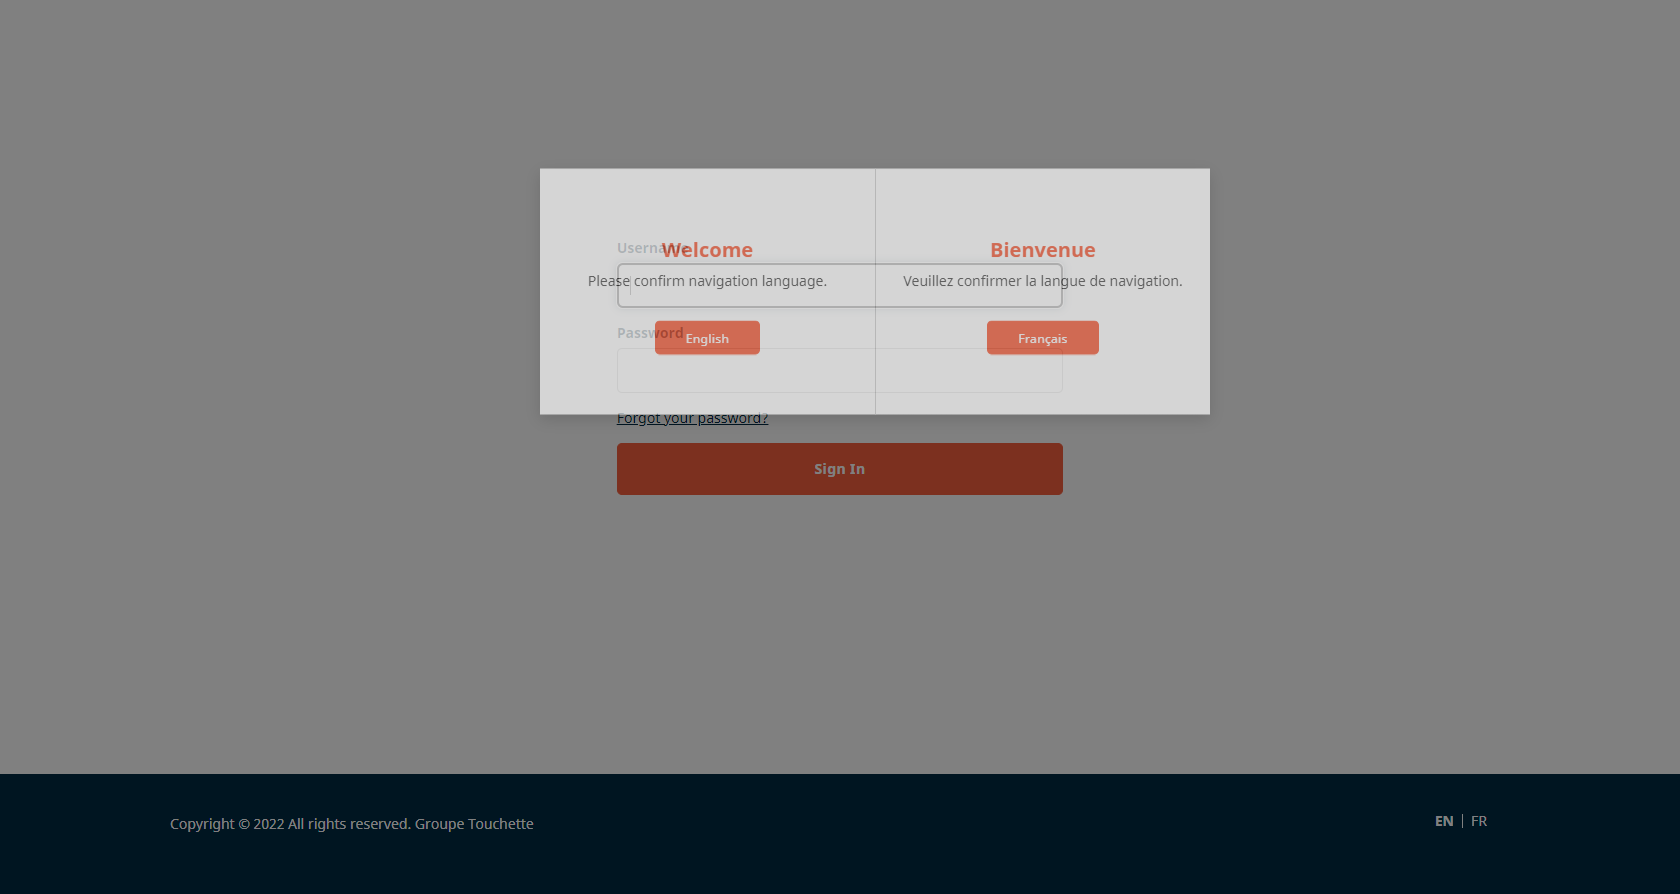 Welcome
Please confirm navigation language.
English
Bienvenue
Veuillez confirmer la langue de navigation.
Français
Username
Password
Forgot your password?
Sign In
Copyright © 2022 All rights reserved. Groupe Touchette
EN | FR